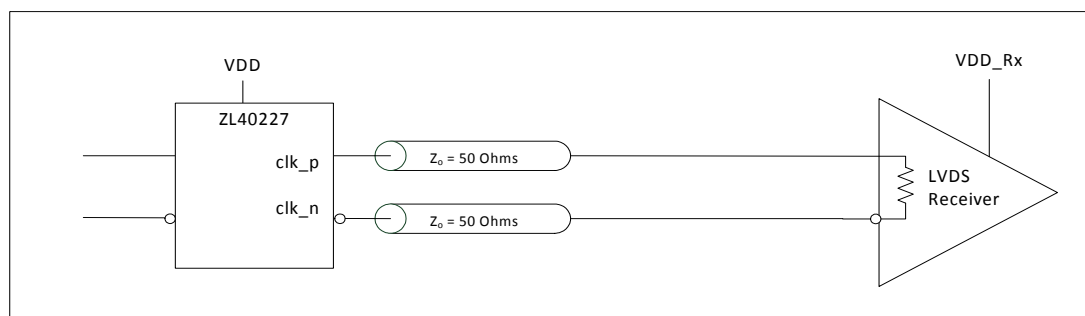 VDD
ZL40227
clk_p
clk_n
Zₒ = 50 Ohms
Zₒ = 50 Ohms
VDD_Rx
LVDS
Receiver